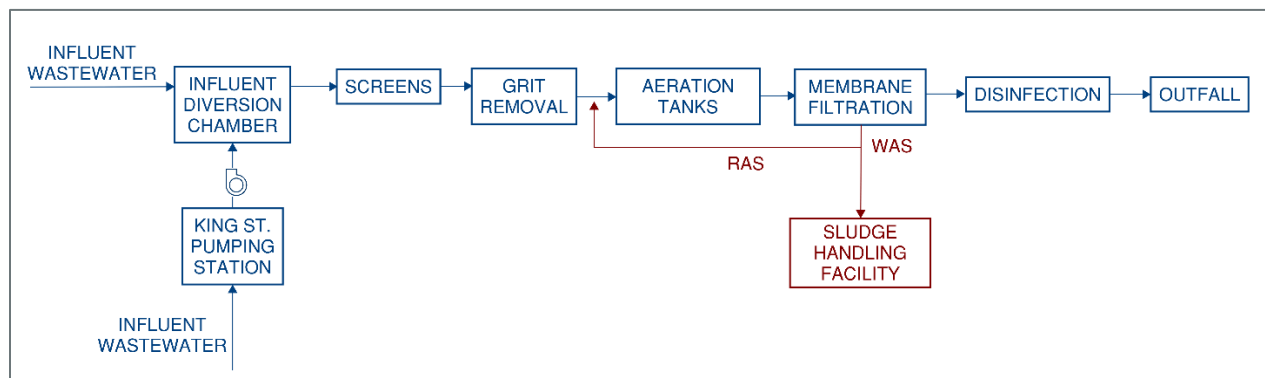 INFLUENT
WASTEWATER
INFLUENT
DIVERSION
CHAMBER
SCREENS
GRIT
REMOVAL
AERATION
TANKS
MEMBRANE
FILTRATION
DISINFECTION
OUTFALL
RAS
WAS
KING ST.
PUMPING
STATION
SLUDGE
HANDLING
FACILITY
INFLUENT
WASTEWATER